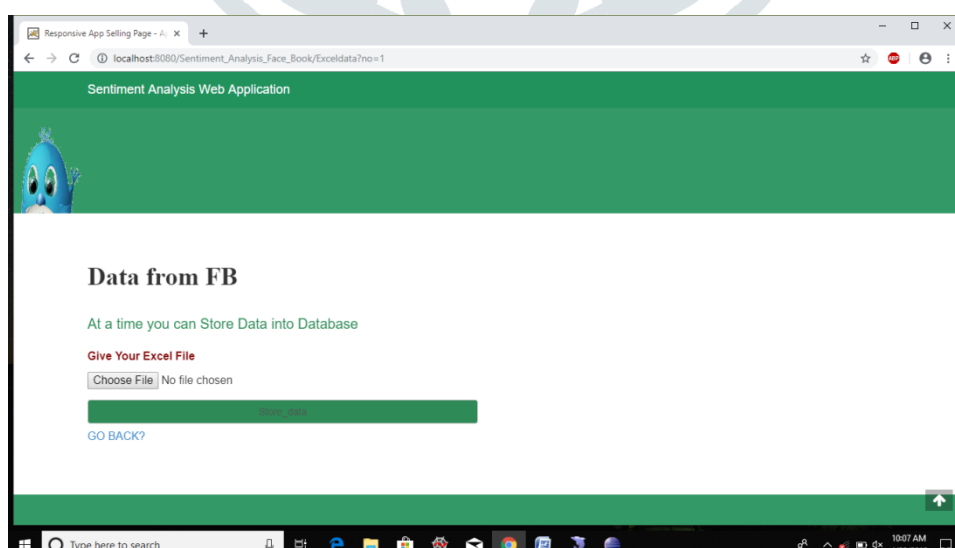 Responsive App Selling Page - A
localhost:8080/Sentiment_Analysis_Face_Book/Exceldata?no=1
ABP
Sentiment Analysis Web Application
Data from FB
At a time you can Store Data into Database
Give Your Excel File
Choose File No file chosen
Store_data
GO BACK?
Type here to search
10:07 AM